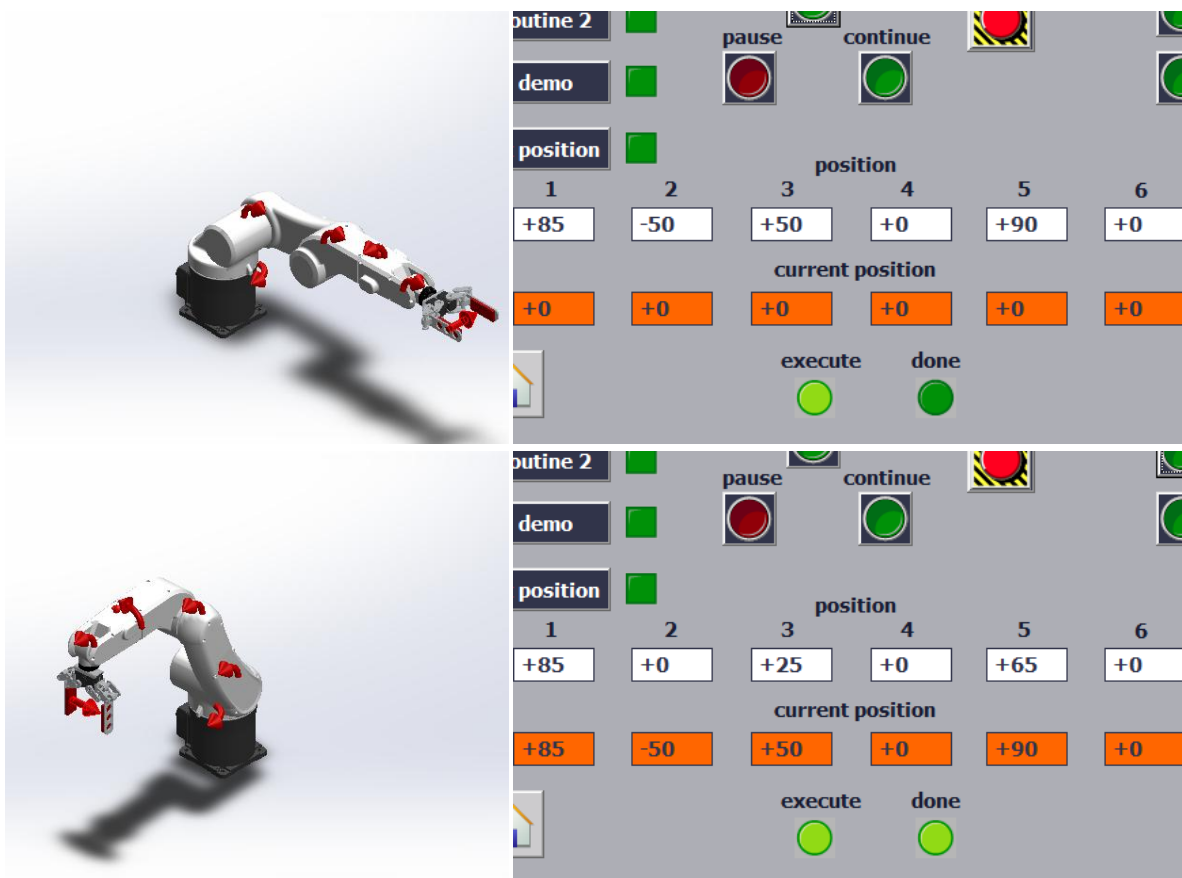 outine 2
pause continue
demo
position
position
1 2 3 4 5 6
+85 -50 +50 +0 +90 +0
current position
+0 +0 +0 +0 +0 +0
execute done
outine 2
pause continue
demo
position
position
1 2 3 4 5 6
+85 +0 +25 +0 +65 +0
current position
+85 -50 +50 +0 +90 +0
execute done